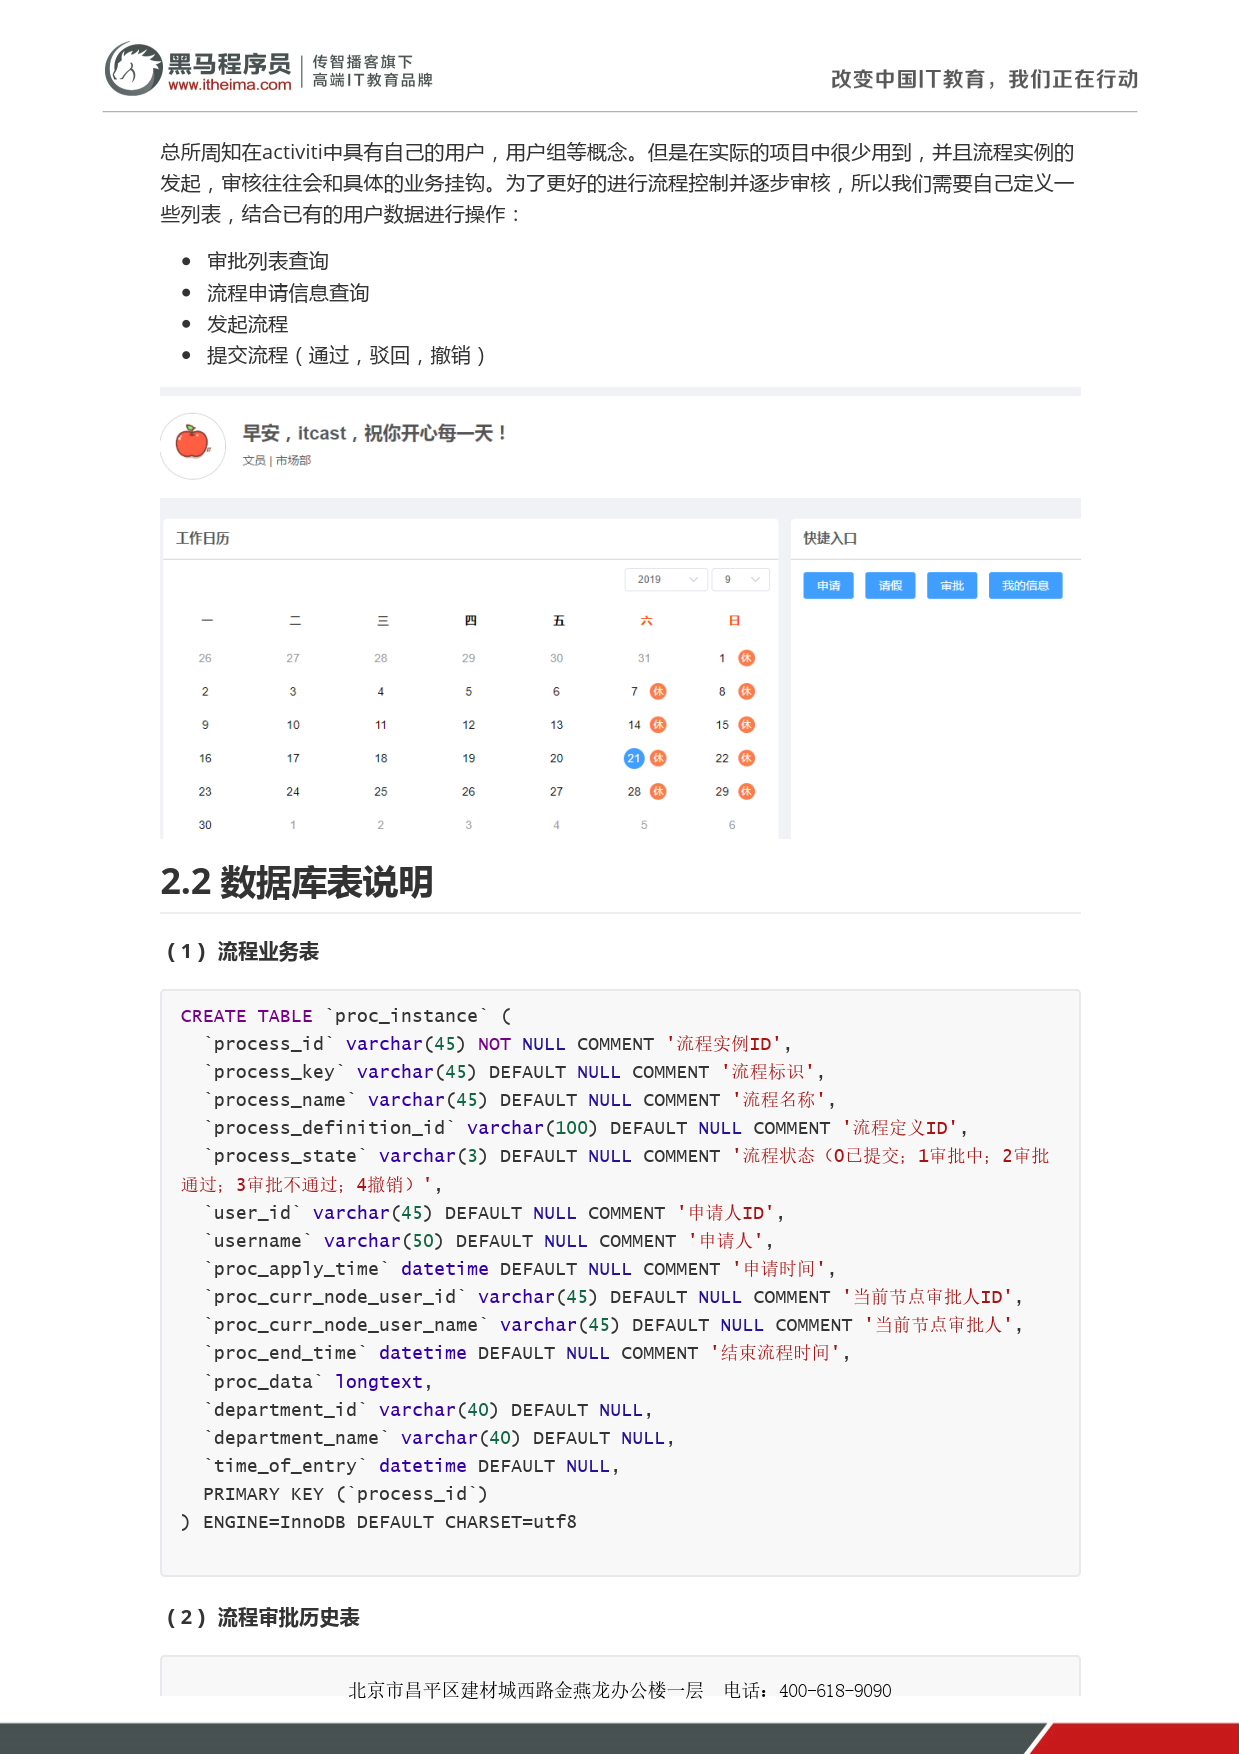 黑马程序员
www.itheima.com
传智播客旗下
高端IT教育品牌
改变中国IT教育，我们正在行动
总所周知在activiti中具有自己的用户，用户组等概念。但是在实际的项目中很少用到，并且流程实例的
发起，审核往往会和具体的业务挂钩。为了更好的进行流程控制并逐步审核，所以我们需要自己定义一
些列表，结合已有的用户数据进行操作：
审批列表查询
流程申请信息查询
发起流程
提交流程（通过，驳回，撤销）
早安，itcast，祝你开心每一天！
文员 | 市场部
工作日历
2019 9
一 二 三 四 五 六 日
26 27 28 29 30 31 1 休
2 3 4 5 6 7 休 8 休
9 10 11 12 13 14 休 15 休
16 17 18 19 20 21 休 22 休
23 24 25 26 27 28 休 29 休
30 1 2 3 4 5 6
快捷入口
申请 请假 审批 我的信息
2.2 数据库表说明
（1） 流程业务表
CREATE TABLE `proc_instance` (
  `process_id` varchar(45) NOT NULL COMMENT '流程实例ID',
  `process_key` varchar(45) DEFAULT NULL COMMENT '流程标识',
  `process_name` varchar(45) DEFAULT NULL COMMENT '流程名称',
  `process_definition_id` varchar(100) DEFAULT NULL COMMENT '流程定义ID',
  `process_state` varchar(3) DEFAULT NULL COMMENT '流程状态（0已提交；1审批中；2审批
通过；3审批不通过；4撤销）',
  `user_id` varchar(45) DEFAULT NULL COMMENT '申请人ID',
  `username` varchar(50) DEFAULT NULL COMMENT '申请人',
  `proc_apply_time` datetime DEFAULT NULL COMMENT '申请时间',
  `proc_curr_node_user_id` varchar(45) DEFAULT NULL COMMENT '当前节点审批人ID',
  `proc_curr_node_user_name` varchar(45) DEFAULT NULL COMMENT '当前节点审批人',
  `proc_end_time` datetime DEFAULT NULL COMMENT '结束流程时间',
  `proc_data` longtext,
  `department_id` varchar(40) DEFAULT NULL,
  `department_name` varchar(40) DEFAULT NULL,
  `time_of_entry` datetime DEFAULT NULL,
  PRIMARY KEY (`process_id`)
) ENGINE=InnoDB DEFAULT CHARSET=utf8
（2） 流程审批历史表
北京市昌平区建材城西路金燕龙办公楼一层 电话：400-618-9090